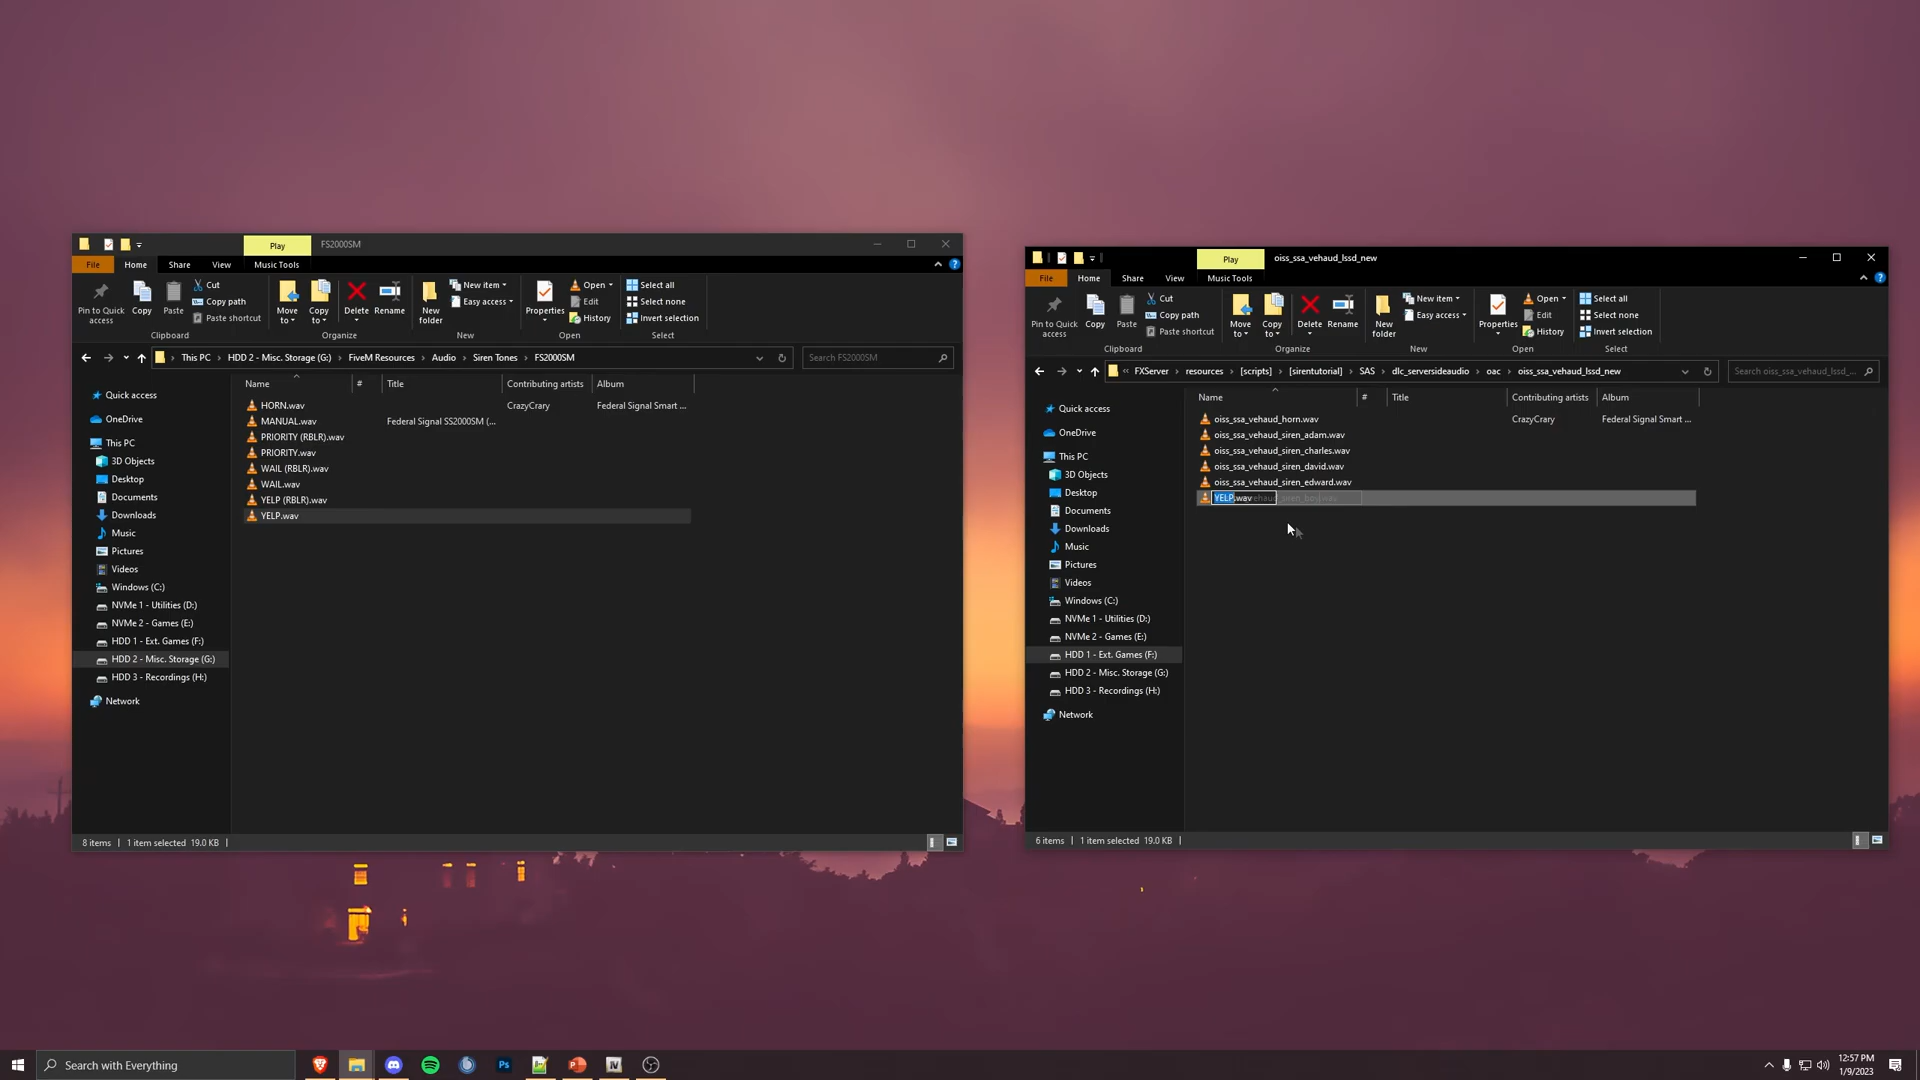 Play
FS2000SM
File
Home
Share
View
Music Tools
Pin to Quick access
Copy
Paste
Cut
Copy path
Paste shortcut
Move to
Copy to
Delete
Rename
New folder
New item
Easy access
Properties
Open
Edit
History
Select all
Select none
Invert selection
Clipboard
Organize
New
Open
Select
This PC > HDD 2 - Misc. Storage (G:) > FiveM Resources > Audio > Siren Tones > FS2000SM
Search FS2000SM
Name
#
Title
Contributing artists
Album
HORN.wav
CrazyCrary
Federal Signal Smart ...
MANUAL.wav
Federal Signal SS2000SM (...
PRIORITY (RBLR).wav
PRIORITY.wav
WAIL (RBLR).wav
WAIL.wav
YELP (RBLR).wav
YELP.wav
Quick access
OneDrive
This PC
3D Objects
Desktop
Documents
Downloads
Music
Pictures
Videos
Windows (C:)
NVMe 1 - Utilities (D:)
NVMe 2 - Games (E:)
HDD 1 - Ext. Games (F:)
HDD 2 - Misc. Storage (G:)
HDD 3 - Recordings (H:)
Network
8 items
1 item selected 19.0 KB
Play
oiss_ssa_vehaud_lssd_new
File
Home
Share
View
Music Tools
Pin to Quick access
Copy
Paste
Cut
Copy path
Paste shortcut
Move to
Copy to
Delete
Rename
New folder
New item
Easy access
Properties
Open
Edit
History
Select all
Select none
Invert selection
Clipboard
Organize
New
Open
Select
« FXServer > resources > [scripts] > [sirentutorial] > SAS > dlc_serversideaudio > oac > oiss_ssa_vehaud_lssd_new
Search oiss_ssa_vehaud_lssd_...
Name
#
Title
Contributing artists
Album
oiss_ssa_vehaud_horn.wav
CrazyCrary
Federal Signal Smart ...
oiss_ssa_vehaud_siren_adam.wav
oiss_ssa_vehaud_siren_charles.wav
oiss_ssa_vehaud_siren_david.wav
oiss_ssa_vehaud_siren_edward.wav
YELP.wav
Quick access
OneDrive
This PC
3D Objects
Desktop
Documents
Downloads
Music
Pictures
Videos
Windows (C:)
NVMe 1 - Utilities (D:)
NVMe 2 - Games (E:)
HDD 1 - Ext. Games (F:)
HDD 2 - Misc. Storage (G:)
HDD 3 - Recordings (H:)
Network
6 items
1 item selected 19.0 KB
Search with Everything
Ps
IV
12:57 PM
1/9/2023